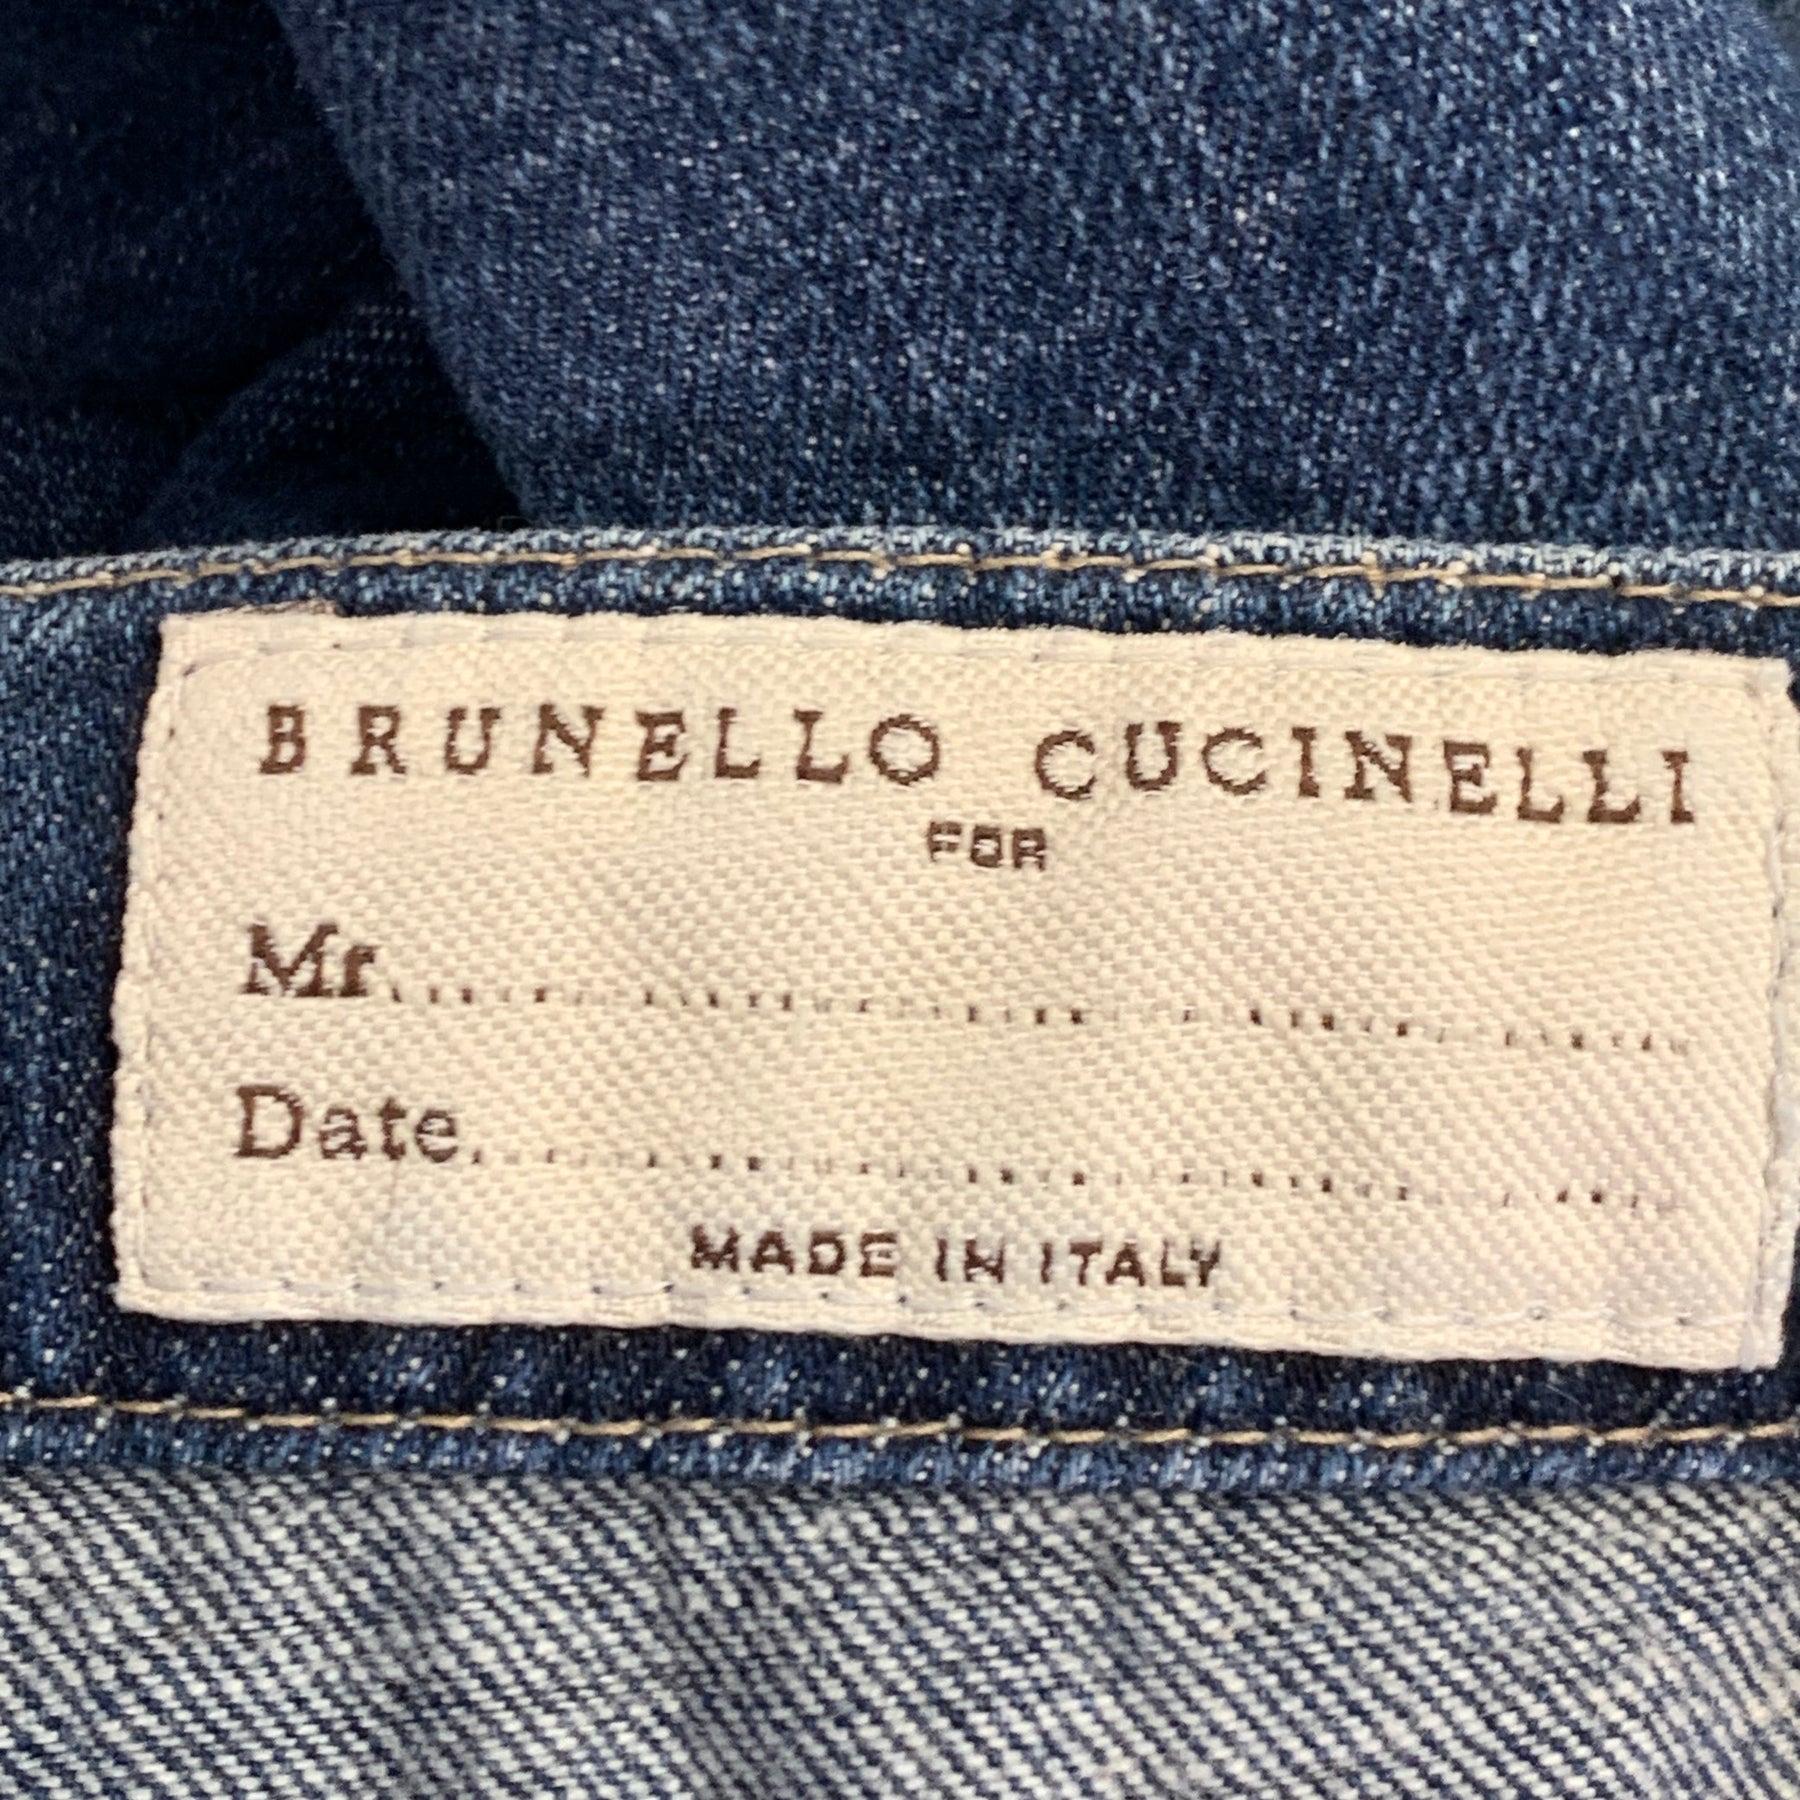 BRUNELLO CUCINELLI
FOR
Mr.......................................
Date.....................................
MADE IN ITALY